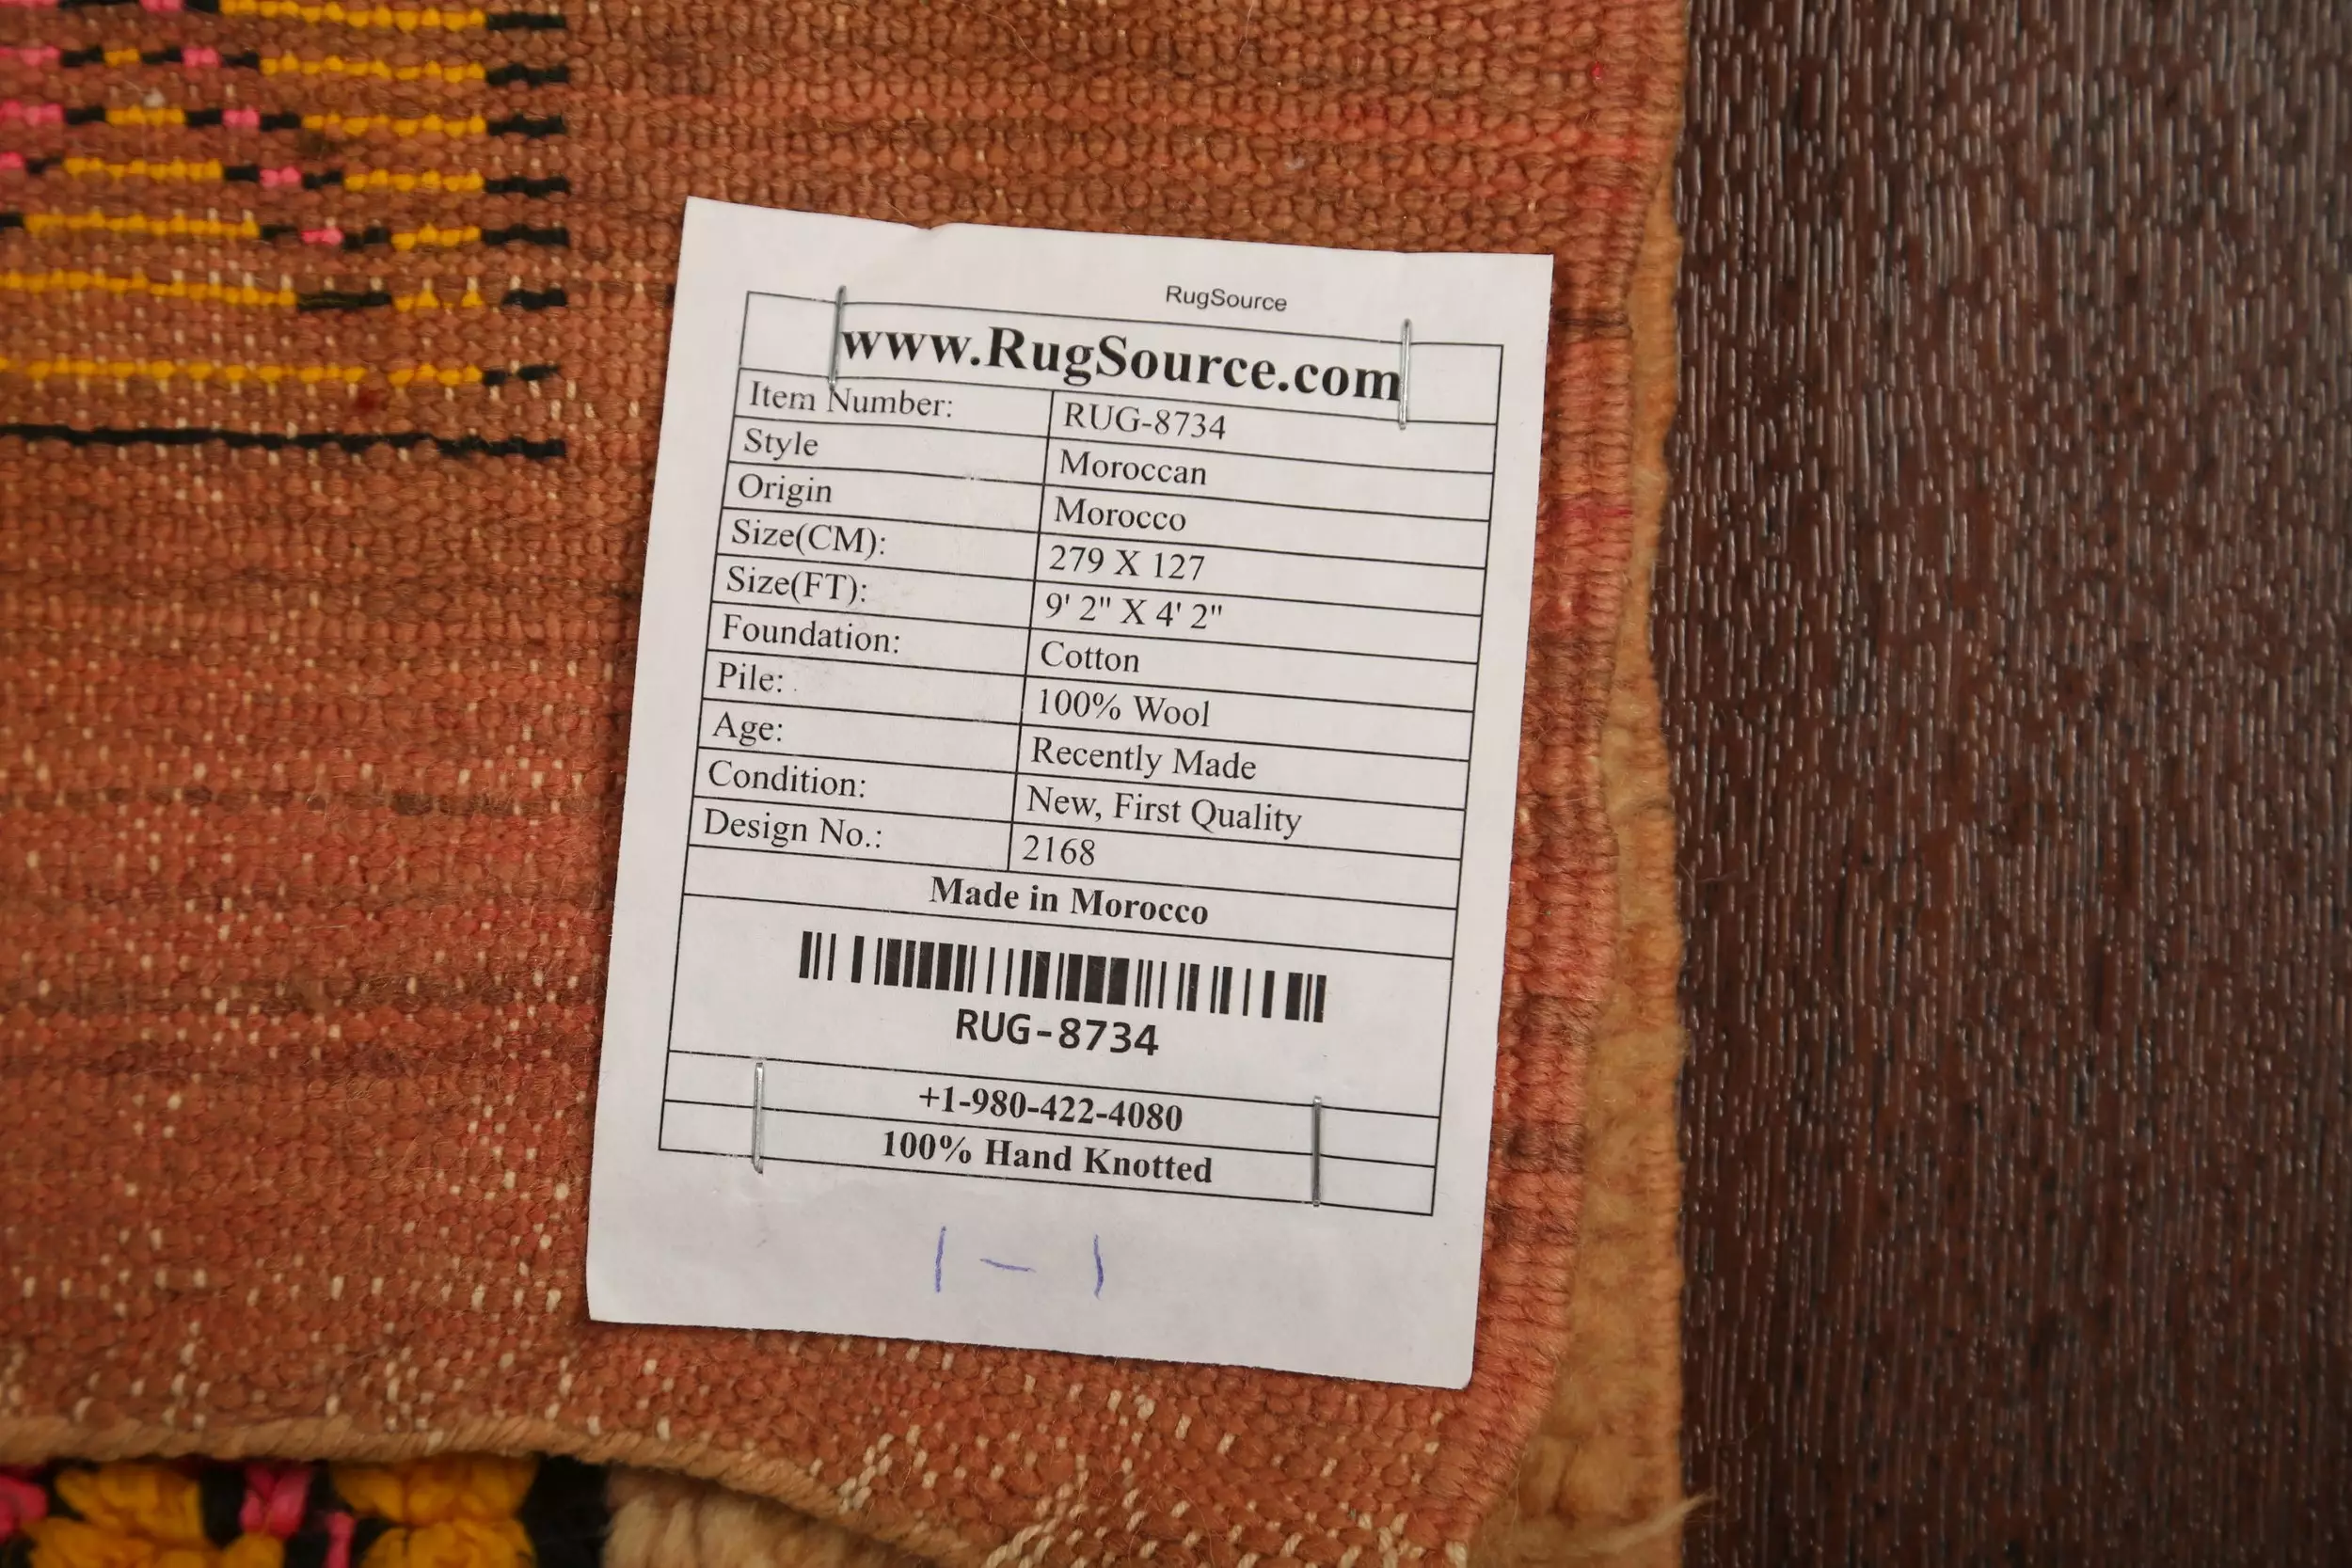 RugSource
www.RugSource.com
Item Number: RUG-8734
Style Moroccan
Origin Morocco
Size(CM): 279 X 127
Size(FT): 9' 2" X 4' 2"
Foundation: Cotton
Pile: 100% Wool
Age: Recently Made
Condition: New, First Quality
Design No.: 2168
Made in Morocco
RUG-8734
+1-980-422-4080
100% Hand Knotted
1 - 1